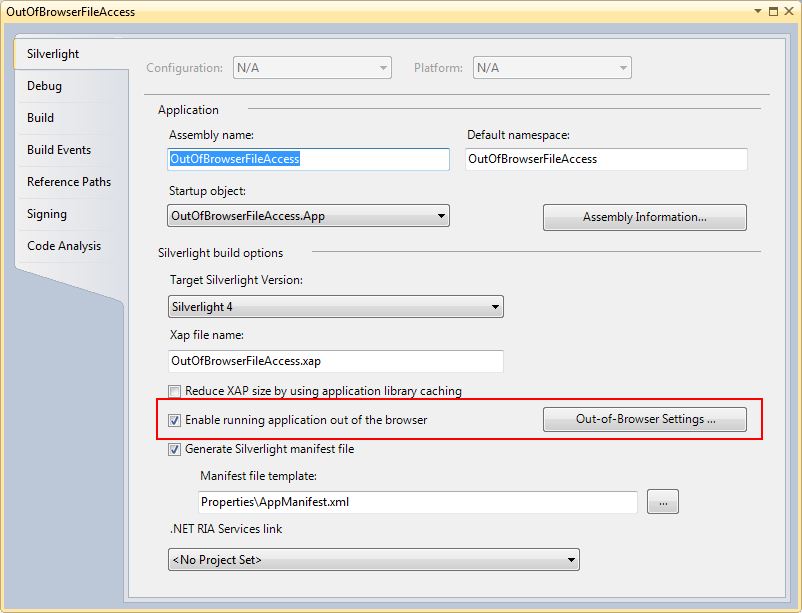 OutOfBrowserFileAccess
Silverlight
Debug
Build
Build Events
Reference Paths
Signing
Code Analysis
Configuration: N/A Platform: N/A
Application
Assembly name: Default namespace:
OutOfBrowserFileAccess OutOfBrowserFileAccess
Startup object:
OutOfBrowserFileAccess.App Assembly Information...
Silverlight build options
Target Silverlight Version:
Silverlight 4
Xap file name:
OutOfBrowserFileAccess.xap
Reduce XAP size by using application library caching
Enable running application out of the browser Out-of-Browser Settings ...
Generate Silverlight manifest file
Manifest file template:
Properties\AppManifest.xml ...
.NET RIA Services link
<No Project Set>